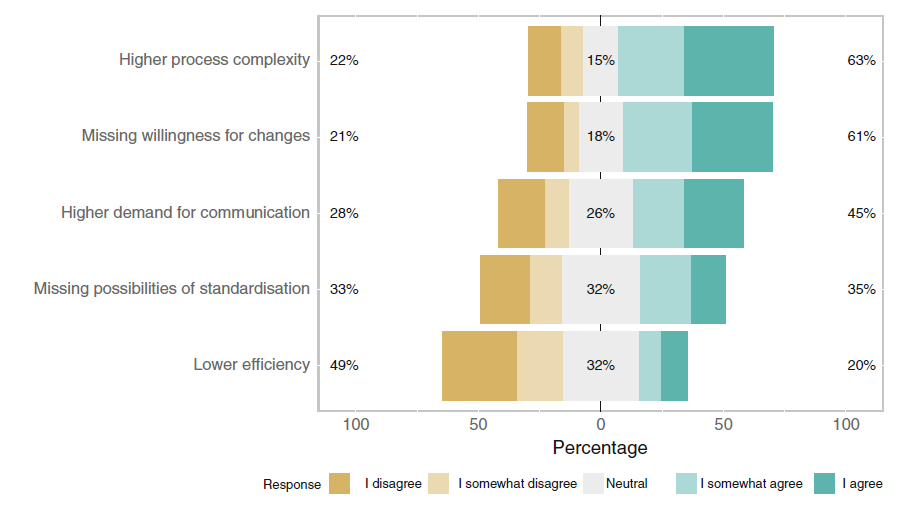 Higher process complexity 22% 15% 63%
Missing willingness for changes 21% 18% 61%
Higher demand for communication 28% 26% 45%
Missing possibilities of standardisation 33% 32% 35%
Lower efficiency 49% 32% 20%
100 50 0 50 100
Percentage
Response I disagree I somewhat disagree Neutral I somewhat agree I agree